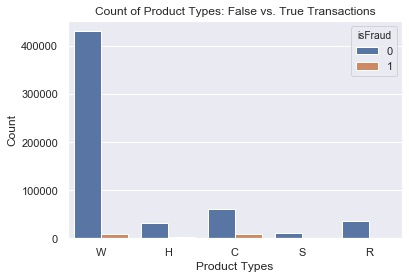 Count of Product Types: False vs. True Transactions
isFraud
0
1
400000
300000
200000
100000
0
Count
W H C S R
Product Types